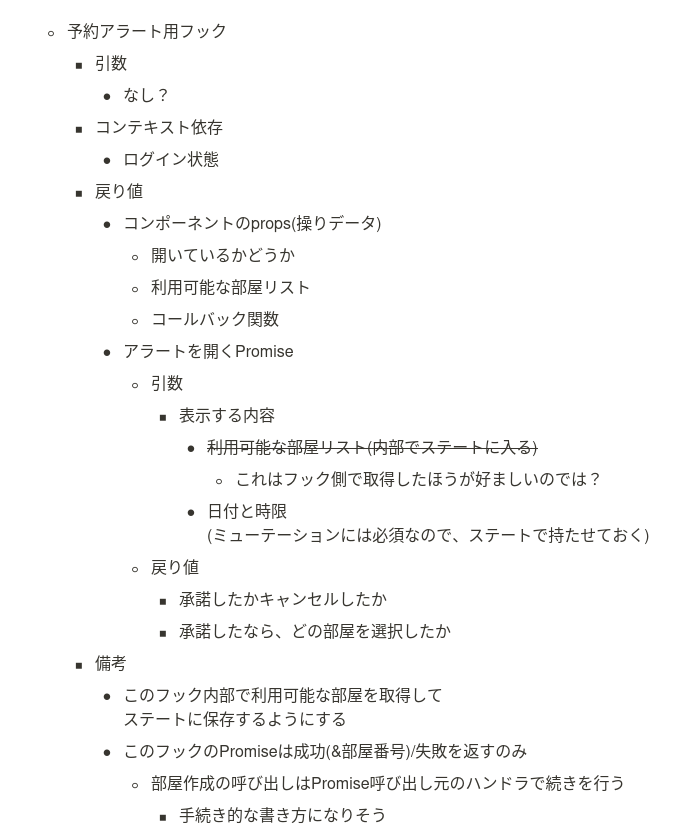 予約アラート用フック
引数
なし？
コンテキスト依存
ログイン状態
戻り値
コンポーネントのprops(操りデータ)
開いているかどうか
利用可能な部屋リスト
コールバック関数
アラートを開くPromise
引数
表示する内容
利用可能な部屋リスト(内部でステートに入る)
これはフック側で取得したほうが好ましいのでは？
日付と時限
(ミューテーションには必須なので、ステートで持たせておく)
戻り値
承諾したかキャンセルしたか
承諾したなら、どの部屋を選択したか
備考
このフック内部で利用可能な部屋を取得して
ステートに保存するようにする
このフックのPromiseは成功(&部屋番号)/失敗を返すのみ
部屋作成の呼び出しはPromise呼び出し元のハンドラで続きを行う
手続き的な書き方になりそう